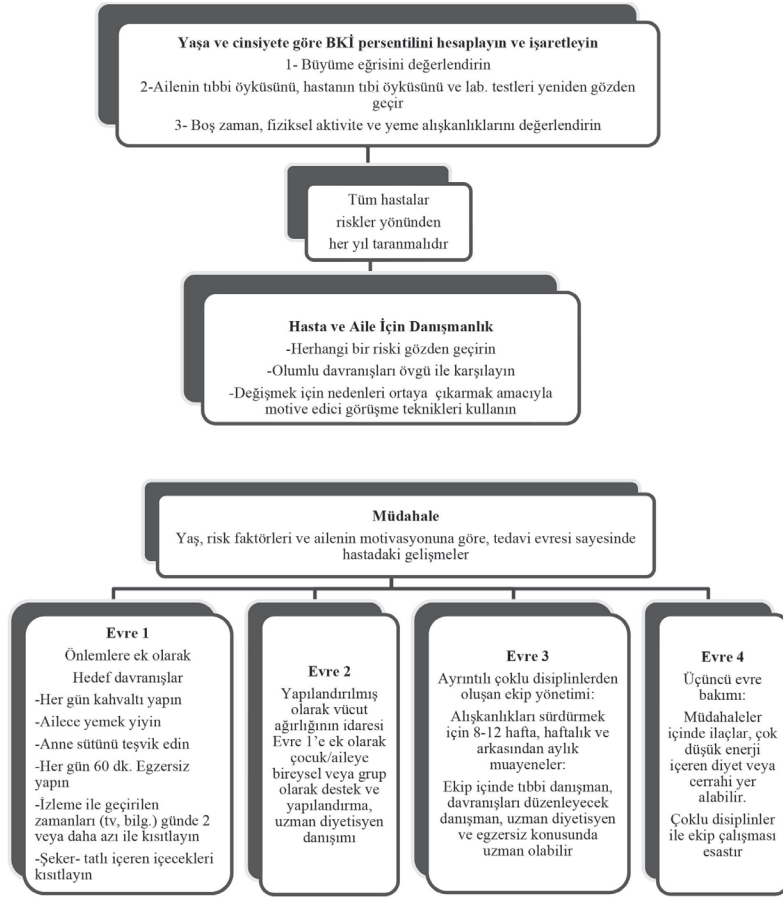 Yaşa ve cinsiyete göre BKİ persentilini hesaplayın ve işaretleyin
1- Büyüme eğrisini değerlendirin
2-Ailenin tıbbi öyküsünü, hastanın tıbi öyküsünü ve lab. testleri yeniden gözden
geçir
3- Boş zaman, fiziksel aktivite ve yeme alışkanlıklarını değerlendirin
Tüm hastalar
riskler yönünden
her yıl taranmalıdır
Hasta ve Aile İçin Danışmanlık
-Herhangi bir riski gözden geçirin
-Olumlu davranışları övgü ile karşılayın
-Değişmek için nedenleri ortaya çıkarmak amacıyla
motive edici görüşme teknikleri kullanın
Müdahale
Yaş, risk faktörleri ve ailenin motivasyonuna göre, tedavi evresi sayesinde
hastadaki gelişmeler
Evre 1
Önlemlere ek olarak
Hedef davranışlar
-Her gün kahvaltı yapın
-Ailece yemek yiyin
-Anne sütünü teşvik edin
-Her gün 60 dk. Egzersiz
yapın
-İzleme ile geçirilen
zamanları (tv, bilg.) günde 2
veya daha azı ile kısıtlayın
-Şeker- tatlı içeren içecekleri
kısıtlayın
Evre 2
Yapılandırılmış
olarak vücut
ağırlığının idaresi
Evre 1'e ek olarak
çocuk/aileye
bireysel veya grup
olarak destek ve
yapılandırma,
uzman diyetisyen
danışımı
Evre 3
Ayrıntılı çoklu disiplinlerden
oluşan ekip yönetimi:
Alışkanlıkları sürdürmek
için 8-12 hafta, haftalık ve
arkasından aylık
muayeneler:
Ekip içinde tıbbi danışman,
davranışları düzenleyecek
danışman, uzman diyetisyen
ve egzersiz konusunda
uzman olabilir
Evre 4
Üçüncü evre
bakımı:
Müdahaleler
içinde ilaçlar, çok
düşük enerji
içeren diyet veya
cerrahi yer
alabilir.
Çoklu disiplinler
ile ekip çalışması
esastır